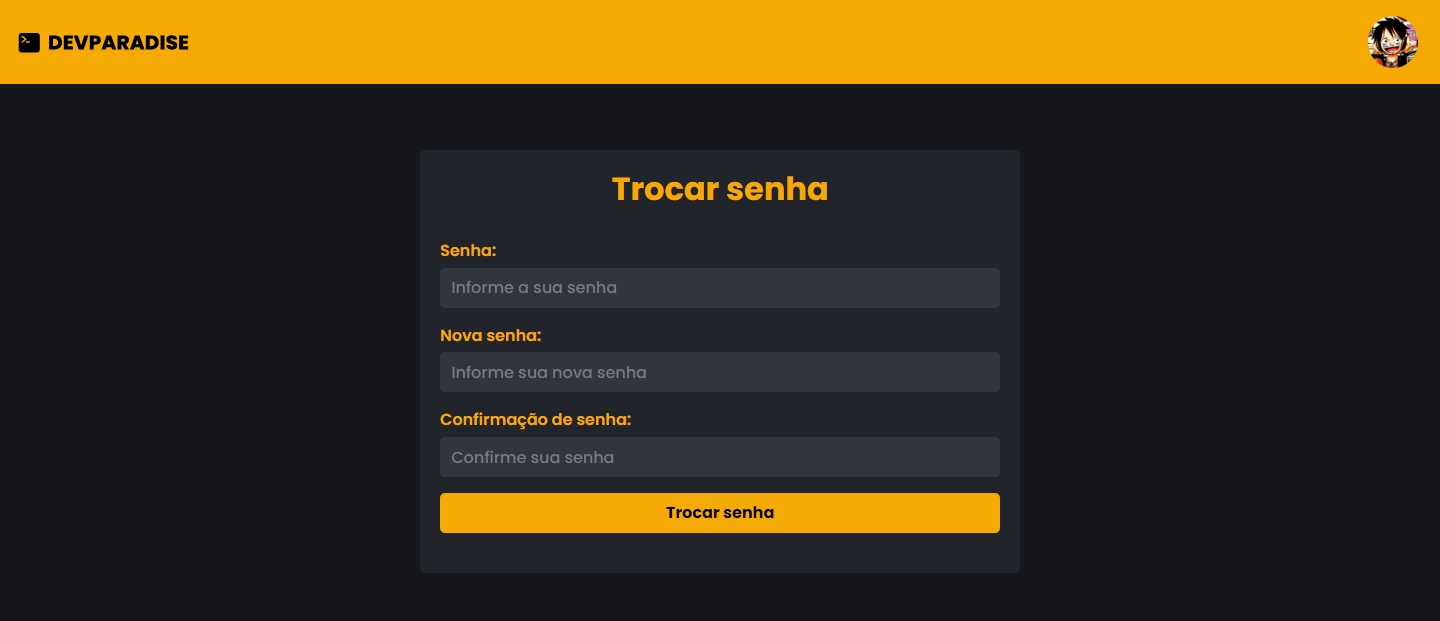 DEVPARADISE
Trocar senha
Senha:
Informe a sua senha
Nova senha:
Informe sua nova senha
Confirmação de senha:
Confirme sua senha
Trocar senha